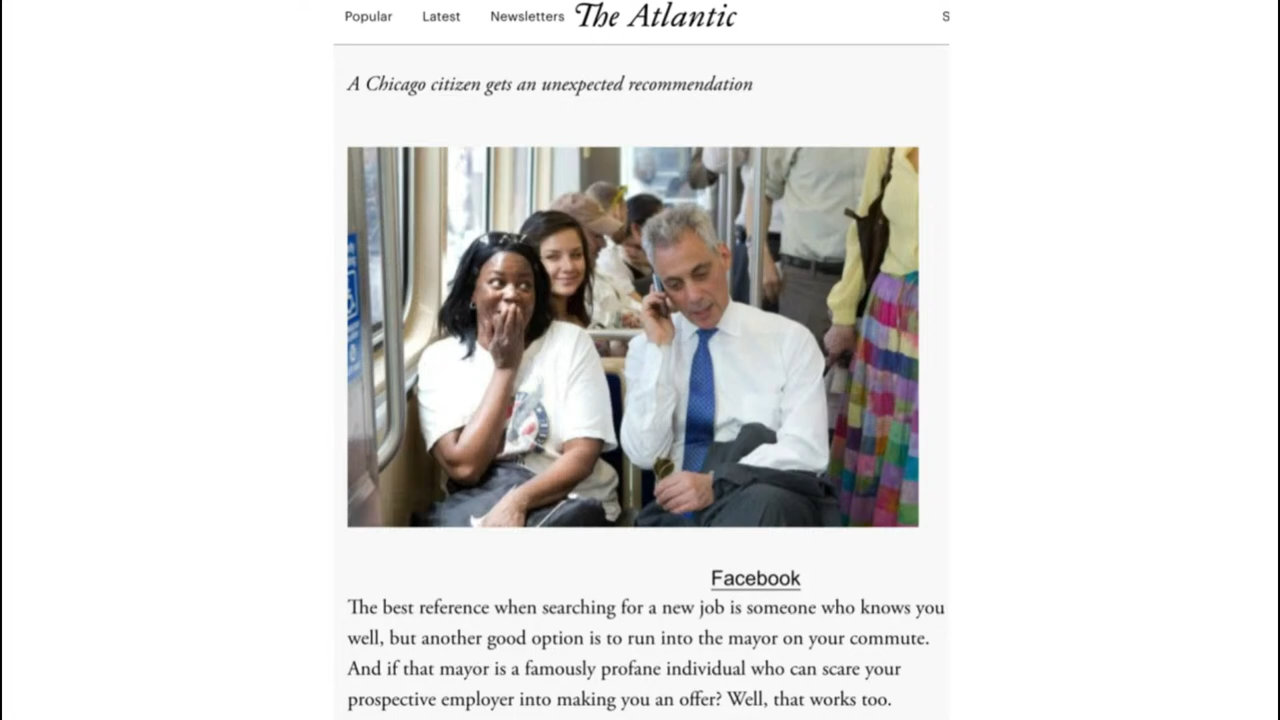 Popular Latest Newsletters The Atlantic S
A Chicago citizen gets an unexpected recommendation
Facebook
The best reference when searching for a new job is someone who knows you
well, but another good option is to run into the mayor on your commute.
And if that mayor is a famously profane individual who can scare your
prospective employer into making you an offer? Well, that works too.